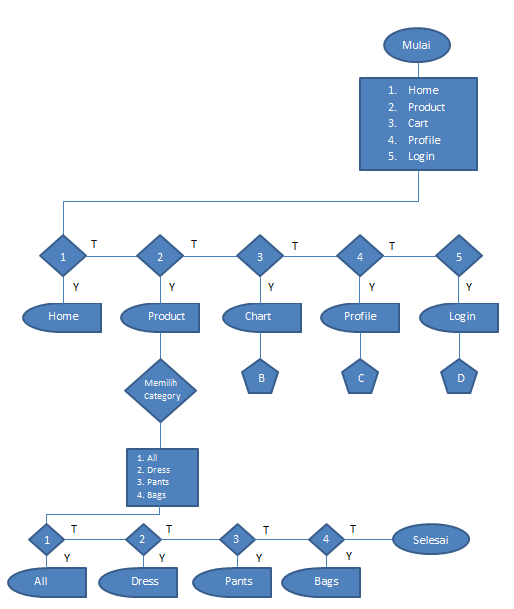 Mulai
1. Home
2. Product
3. Cart
4. Profile
5. Login
1 T 2 T 3 T 4 T 5
Y Y Y Y Y
Home Product Chart Profile Login
B C D
Memilih
Category
1. All
2. Dress
3. Pants
4. Bags
1 T 2 T 3 T 4 T Selesai
Y Y Y Y
All Dress Pants Bags